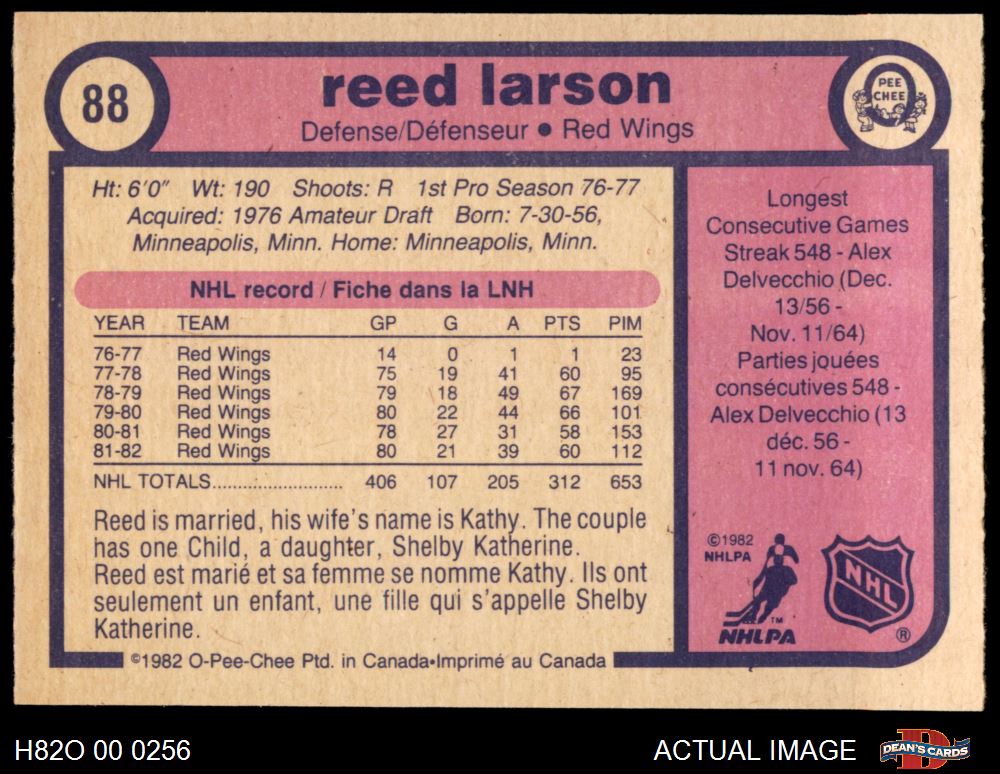 88
reed larson
Defense/Défenseur ● Red Wings
O
PEE
CHEE
Ht: 6'0" Wt: 190 Shoots: R 1st Pro Season 76-77
Acquired: 1976 Amateur Draft Born: 7-30-56,
Minneapolis, Minn. Home: Minneapolis, Minn.
NHL record / Fiche dans la LNH
YEAR TEAM GP G A PTS PIM
76-77 Red Wings 14 0 1 1 23
77-78 Red Wings 75 19 41 60 95
78-79 Red Wings 79 18 49 67 169
79-80 Red Wings 80 22 44 66 101
80-81 Red Wings 78 27 31 58 153
81-82 Red Wings 80 21 39 60 112
NHL TOTALS........................ 406 107 205 312 653
Reed is married, his wife's name is Kathy. The couple
has one Child, a daughter, Shelby Katherine.
Reed est marié et sa femme se nomme Kathy. Ils ont
seulement un enfant, une fille qui s'appelle Shelby
Katherine.
©1982 O-Pee-Chee Ptd. in Canada•Imprimé au Canada
Longest
Consecutive Games
Streak 548 - Alex
Delvecchio (Dec.
13/56 -
Nov. 11/64)
Parties jouées
consécutives 548 -
Alex Delvecchio (13
déc. 56 -
11 nov. 64)
©1982
NHLPA
TM
NHLPA
NHL
®
H82O 00 0256
ACTUAL IMAGE
D
DEAN'S CARDS